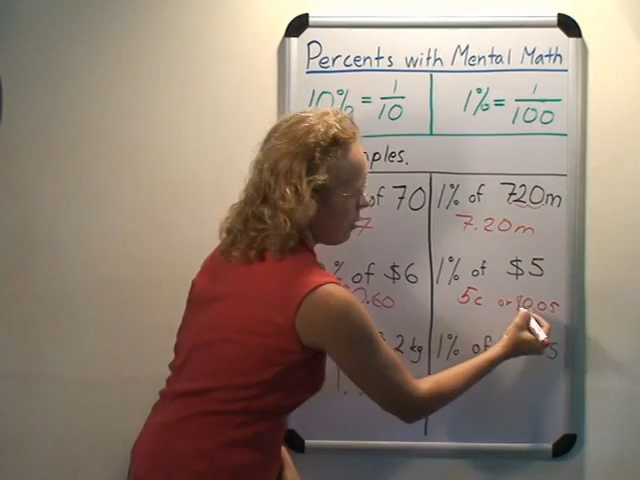 Percents with Mental Math
10% = 1/10
1% = 1/100
of 70
7
% of $6
0.60
2 kg
1% of 720m
7.20m
1% of $5
5c or $0.05
1% of